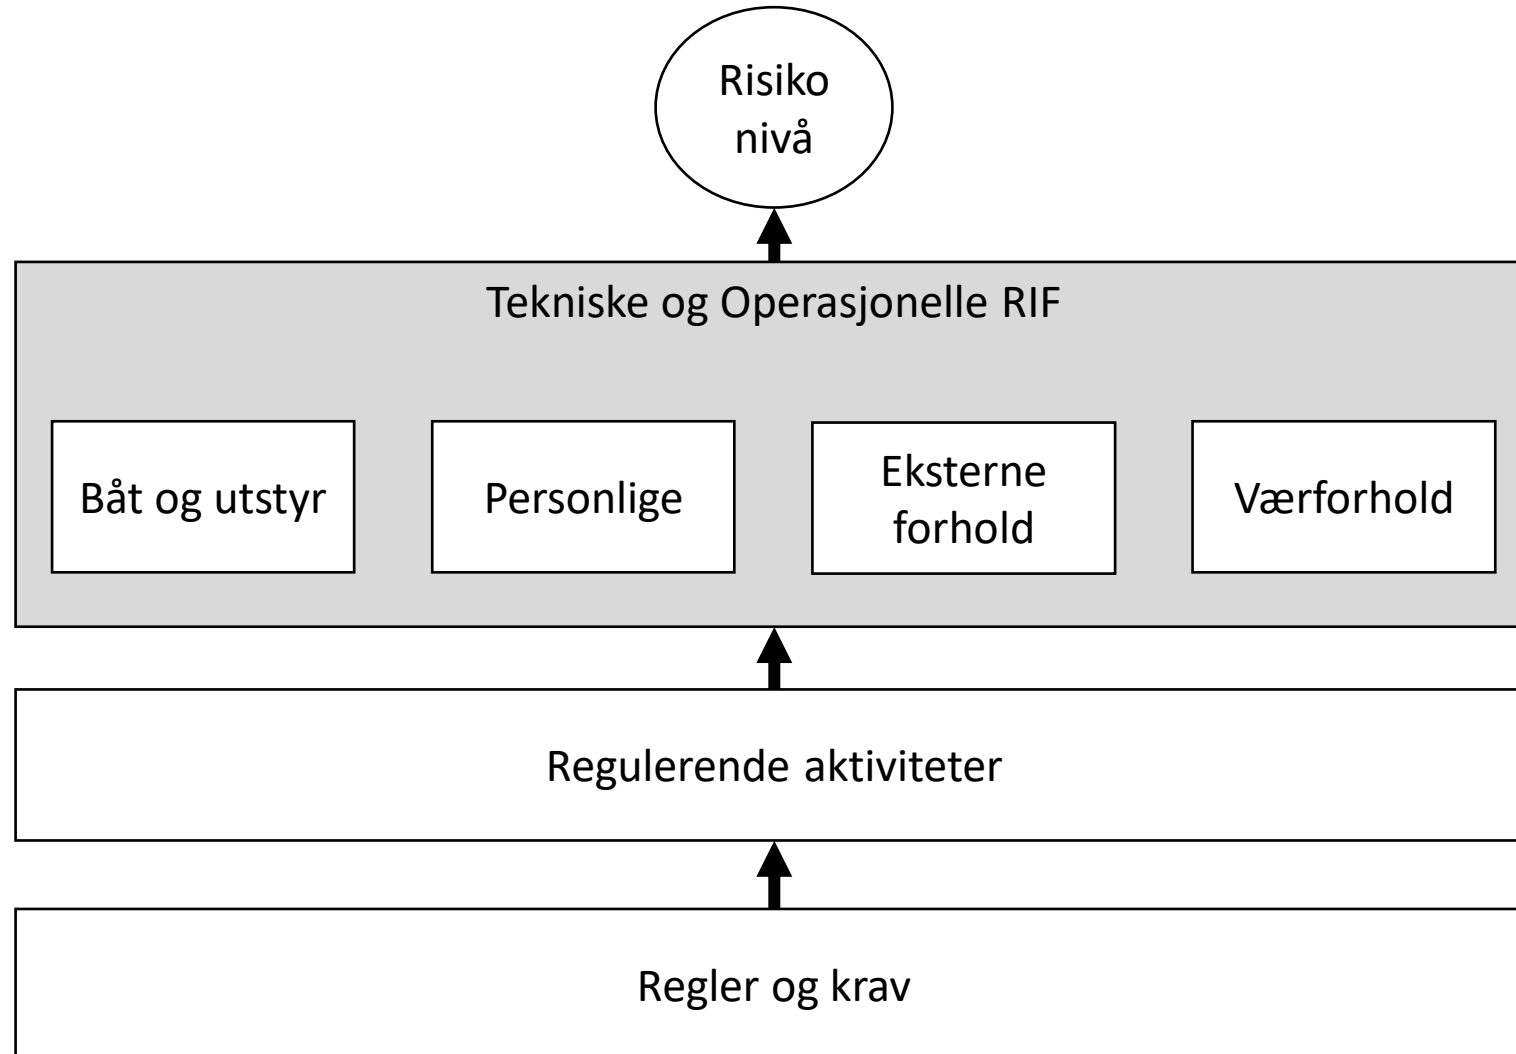 Risiko
nivå
Tekniske og Operasjonelle RIF
Båt og utstyr
Personlige
Eksterne
forhold
Værforhold
Regulerende aktiviteter
Regler og krav